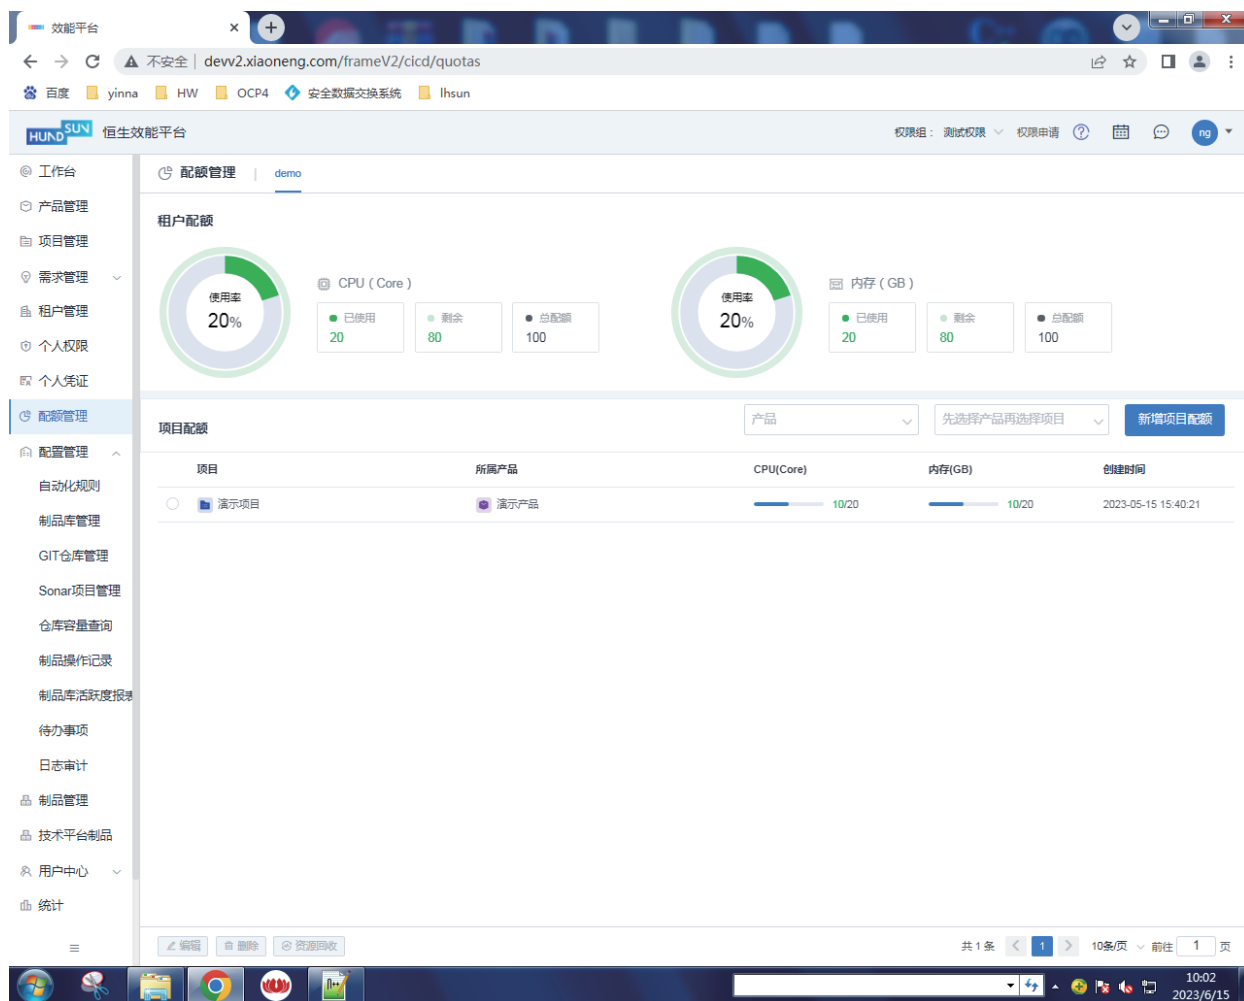 效能平台
不安全 devv2.xiaoneng.com/frameV2/cicd/quotas
百度 yinna HW OCP4 安全数据交换系统 lhsun
HUNDSUN 恒生效能平台 权限组： 测试权限 权限申请 ng
工作台
产品管理
项目管理
需求管理
租户管理
个人权限
个人凭证
配额管理
配置管理
自动化规则
制品库管理
GIT仓库管理
Sonar项目管理
仓库容量查询
制品操作记录
制品库活跃度报表
待办事项
日志审计
制品管理
技术平台制品
用户中心
统计
配额管理 demo
租户配额
使用率
20%
CPU ( Core )
已使用 剩余 总配额
20 80 100
使用率
20%
内存 ( GB )
已使用 剩余 总配额
20 80 100
项目配额 产品 先选择产品再选择项目 新增项目配额
项目 所属产品 CPU(Core) 内存(GB) 创建时间
演示项目 演示产品 10/20 10/20 2023-05-15 15:40:21
编辑 删除 资源回收 共 1 条 1 10条/页 前往 1 页
10:02
2023/6/15